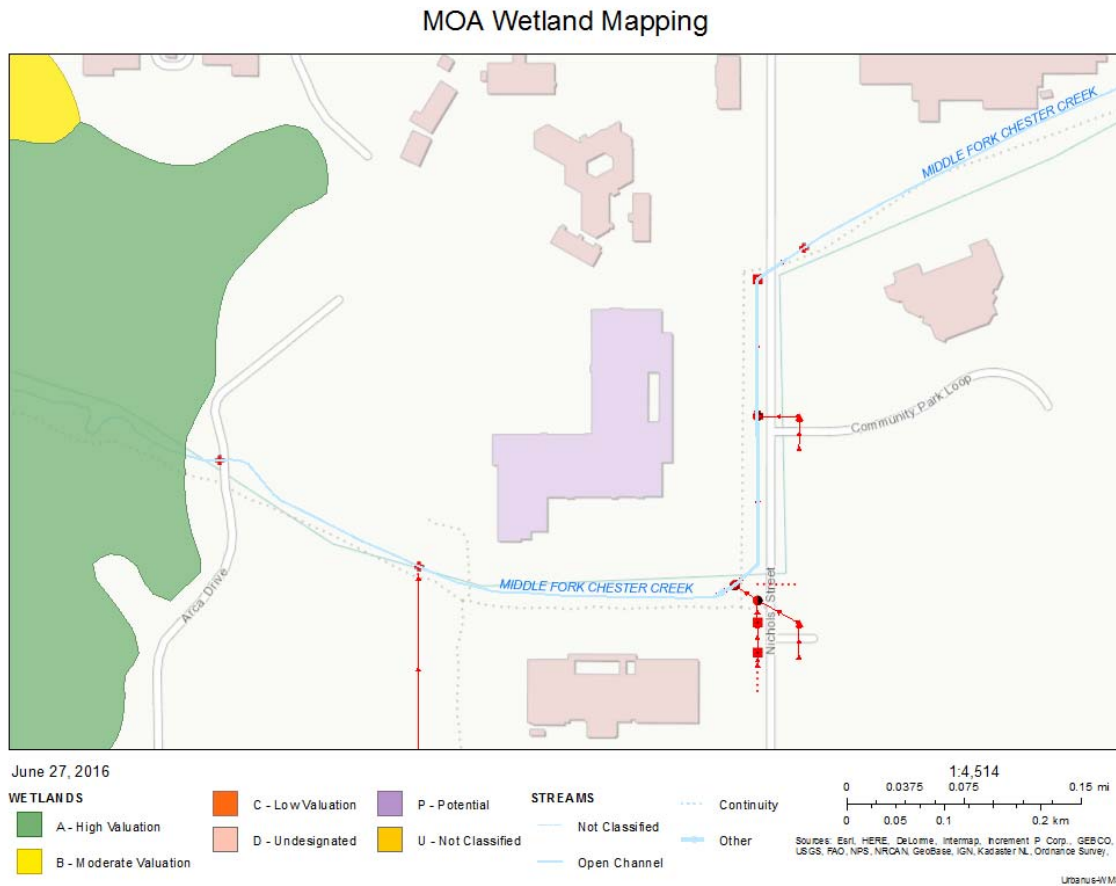 MOA Wetland Mapping
MIDDLE FORK CHESTER CREEK
Community Park Loop
MIDDLE FORK CHESTER CREEK
Arca Drive
Nichols Street
June 27, 2016
WETLANDS
A - High Valuation
B - Moderate Valuation
C - Low Valuation
D - Undesignated
P - Potential
U - Not Classified
STREAMS
Not Classified
Open Channel
Continuity
Other
1:4,514
0 0.0375 0.075 0.15 mi
0 0.05 0.1 0.2 km
Sources: Esri, HERE, DeLorme, Intermap, increment P Corp., GEBCO,
USGS, FAO, NPS, NRCAN, GeoBase, IGN, Kadaster NL, Ordnance Survey,
Urbanus-WM